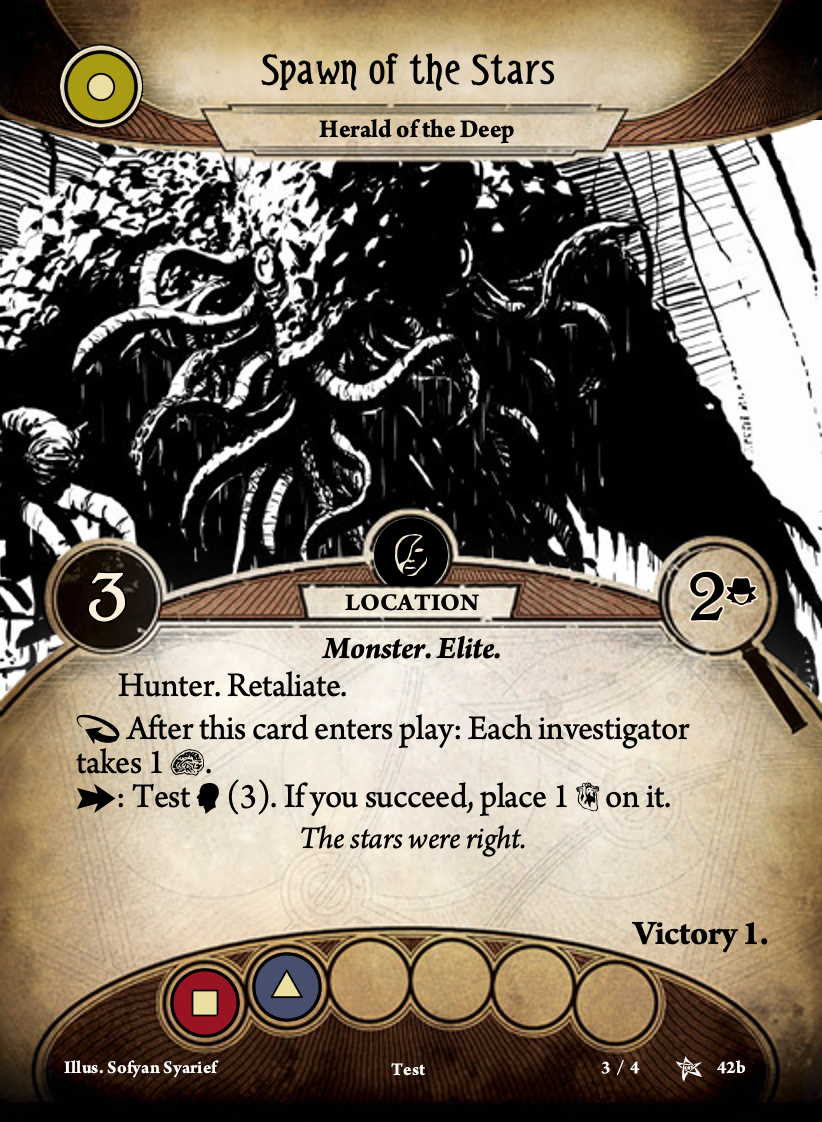 Spawn of the Stars
Herald of the Deep
3
2
LOCATION
Monster. Elite.
Hunter. Retaliate.
After this card enters play: Each investigator
takes 1 .
: Test (3). If you succeed, place 1 on it.
The stars were right.
Victory 1.
Illus. Sofyan Syarief
Test
3 / 4
42b